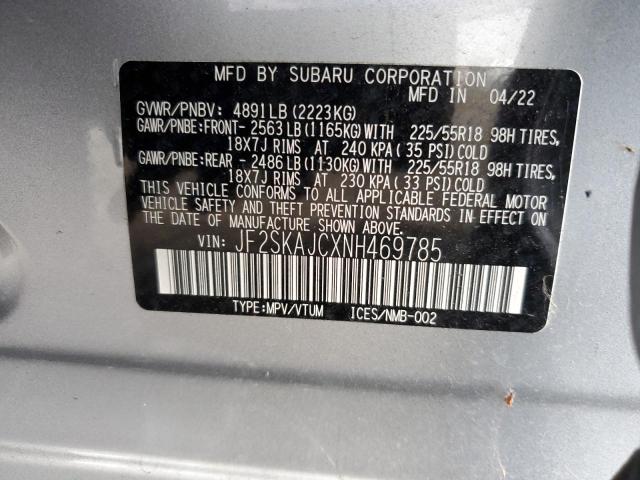 MFD BY SUBARU CORPORATION
MFD IN 04/22
GVWR/PNBV: 4891LB (2223KG)
GAWR/PNBE:FRONT- 2563LB (1165KG) WITH 225/55R18 98H TIRES,
18X7J RIMS AT 240 KPA ( 35 PSI) COLD
GAWR/PNBE:REAR - 2486LB (1130KG) WITH 225/55R18 98H TIRES,
18X7J RIMS AT 230 KPA ( 33 PSI) COLD
THIS VEHICLE CONFORMS TO ALL APPLICABLE FEDERAL MOTOR
VEHICLE SAFETY AND THEFT PREVENTION STANDARDS IN EFFECT ON
THE DATE OF MANUFACTURE SHOWN ABOVE.
VIN: JF2SKAJCXNH469785
TYPE:MPV/VTUM ICES/NMB-002